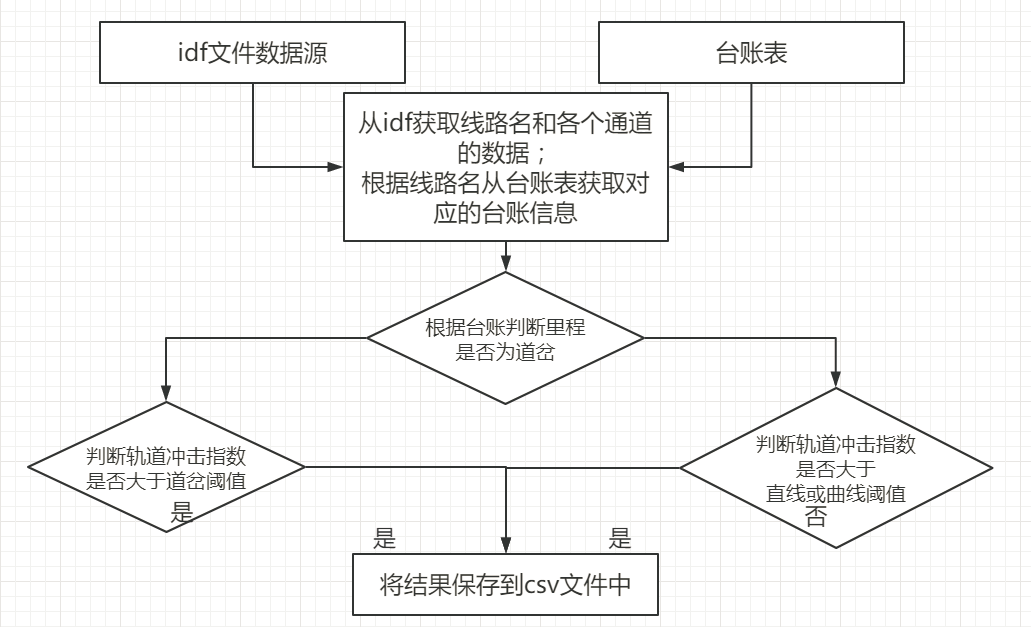 idf文件数据源
台账表
从idf获取线路名和各个通道
的数据；
根据线路名从台账表获取对
应的台账信息
根据台账判断里程
是否为道岔
判断轨道冲击指数
是否大于道岔阈值
是
判断轨道冲击指数
是否大于
直线或曲线阈值
否
是
是
将结果保存到csv文件中